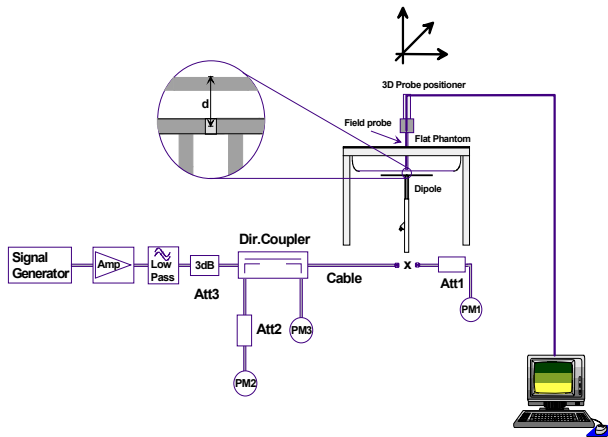 3D Probe positioner
d
Field probe
Flat Phantom
Dipole
Dir.Coupler
Signal
Generator
Amp
Low
Pass
3dB
Att3
Cable
x
Att1
PM1
Att2
PM3
PM2